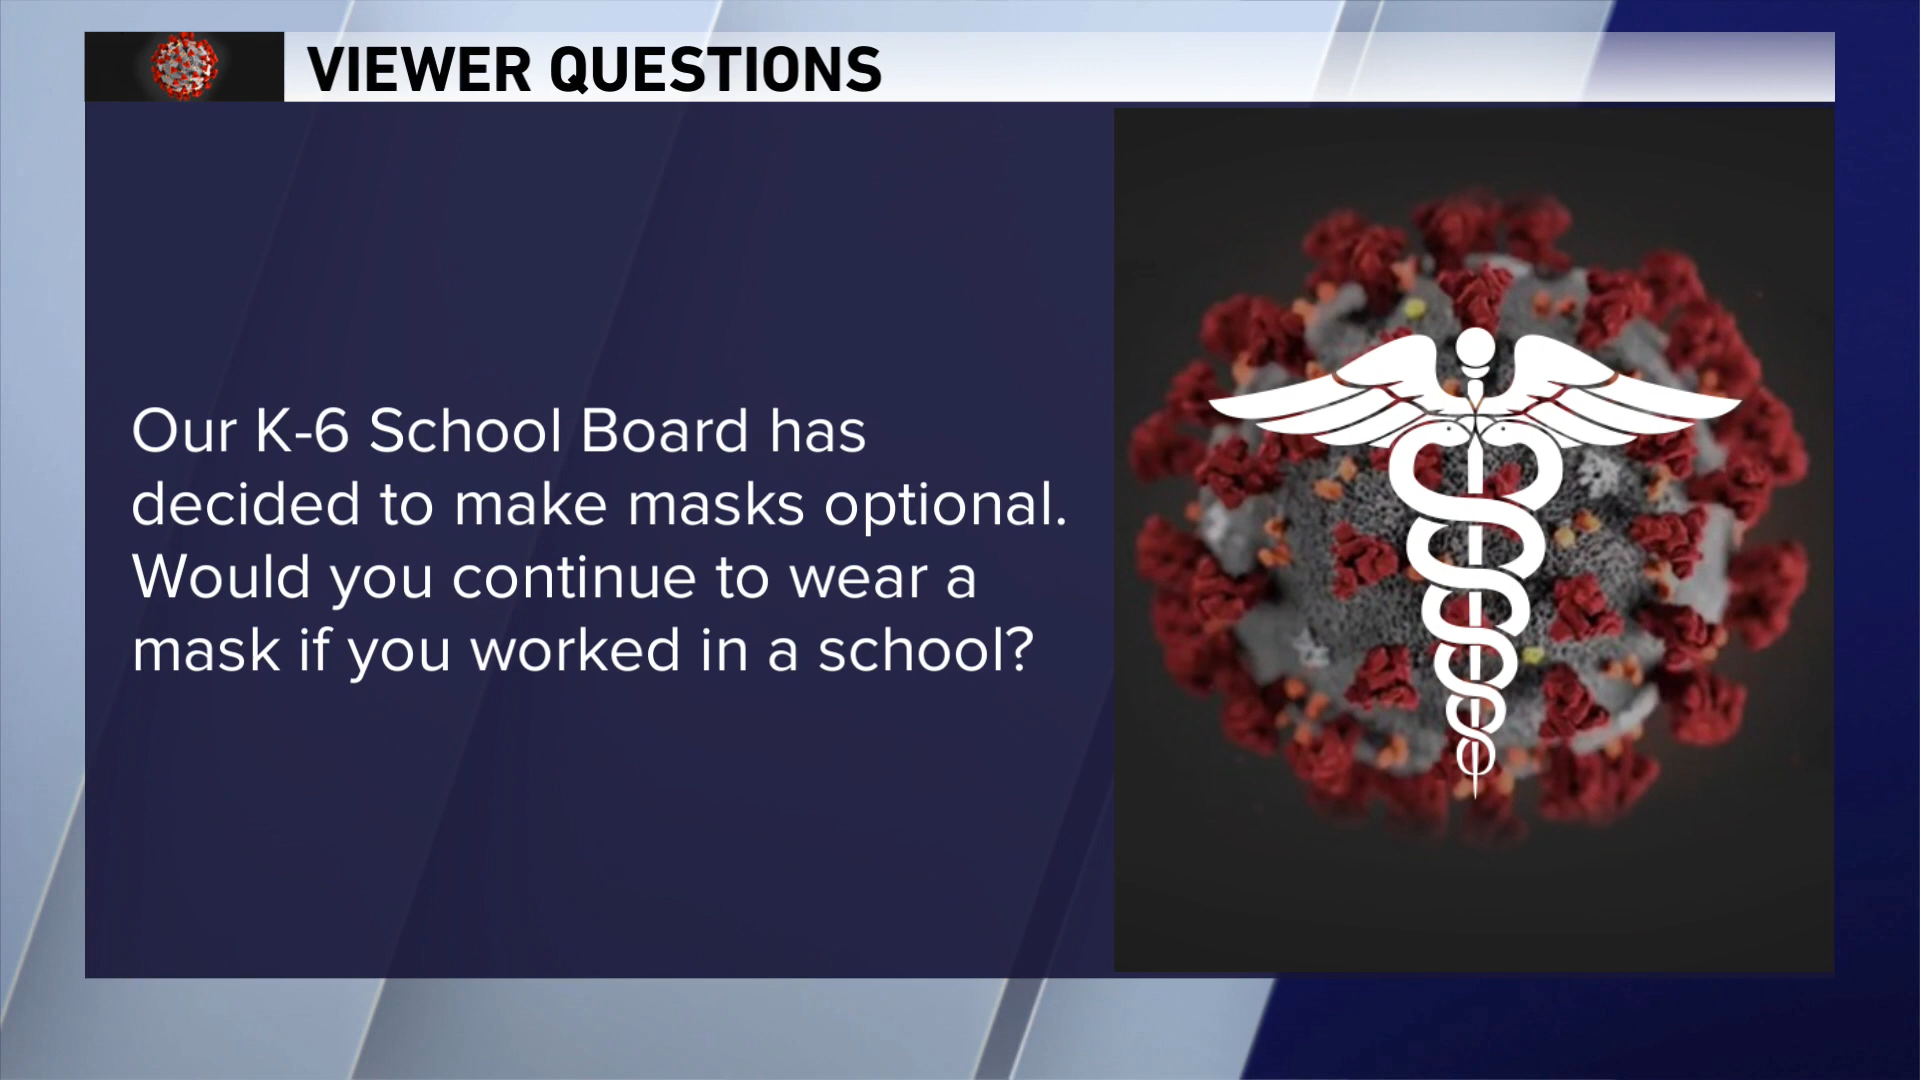 VIEWER QUESTIONS
Our K-6 School Board has
decided to make masks optional.
Would you continue to wear a
mask if you worked in a school?